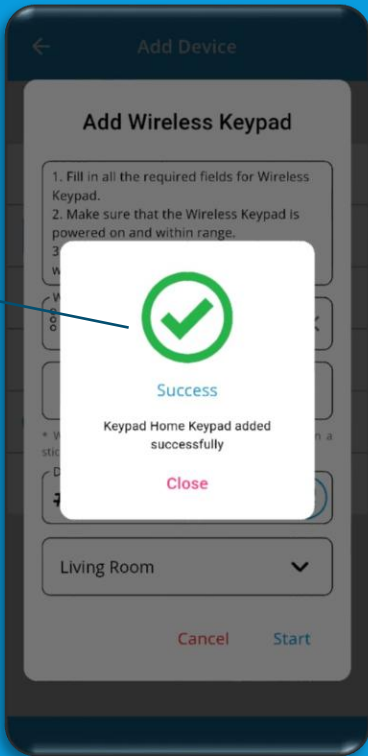 Add Device
Add Wireless Keypad
1. Fill in all the required fields for Wireless
Keypad.
2. Make sure that the Wireless Keypad is
powered on and within range.
3
Success
Keypad Home Keypad added
successfully
Close
Living Room
Cancel Start